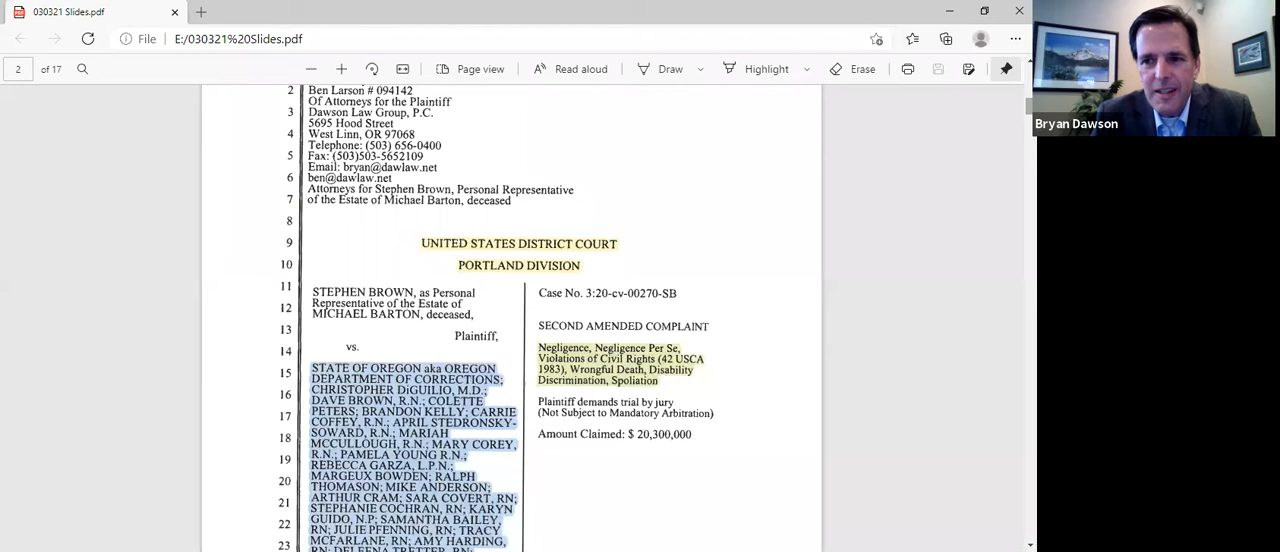 030321 Slides.pdf
File
E:/030321%20Slides.pdf
2 of 17
Page view
Read aloud
Draw
Highlight
Erase
Bryan Dawson
2 Ben Larson # 094142
Of Attorneys for the Plaintiff
3 Dawson Law Group, P.C.
5695 Hood Street
4 West Linn, OR 97068
Telephone: (503) 656-0400
5 Fax: (503)503-5652109
Email: bryan@dawlaw.net
6 ben@dawlaw.net
Attorneys for Stephen Brown, Personal Representative
7 of the Estate of Michael Barton, deceased
8
9 UNITED STATES DISTRICT COURT
10 PORTLAND DIVISION
11
12
13
14
15
16
17
18
19
20
21
22
23
STEPHEN BROWN, as Personal
Representative of the Estate of
MICHAEL BARTON, deceased,
Plaintiff,
vs.
STATE OF OREGON aka OREGON
DEPARTMENT OF CORRECTIONS;
CHRISTOPHER DiGUILIO, M.D.;
DAVE BROWN, R.N.; COLETTE
PETERS; BRANDON KELLY; CARRIE
COFFEY, R.N.; APRIL STEDRONSKY-
SOWARD, R.N.; MARIAH
MCCULLOUGH, R.N.; MARY COREY,
R.N.; PAMELA YOUNG R.N.;
REBECCA GARZA, L.P.N.;
MARGEUX BOWDEN; RALPH
THOMASON; MIKE ANDERSON;
ARTHUR CRAM; SARA COVERT, RN;
STEPHANIE COCHRAN, RN; KARYN
GUIDO, N.P; SAMANTHA BAILEY,
RN; JULIE PFENNING, RN; TRACY
MCFARLANE, RN; AMY HARDING,
RN; DELEENA TRETTER, RN;
Case No. 3:20-cv-00270-SB
SECOND AMENDED COMPLAINT
Negligence, Negligence Per Se,
Violations of Civil Rights (42 USCA
1983), Wrongful Death, Disability
Discrimination, Spoliation
Plaintiff demands trial by jury
(Not Subject to Mandatory Arbitration)
Amount Claimed: $ 20,300,000